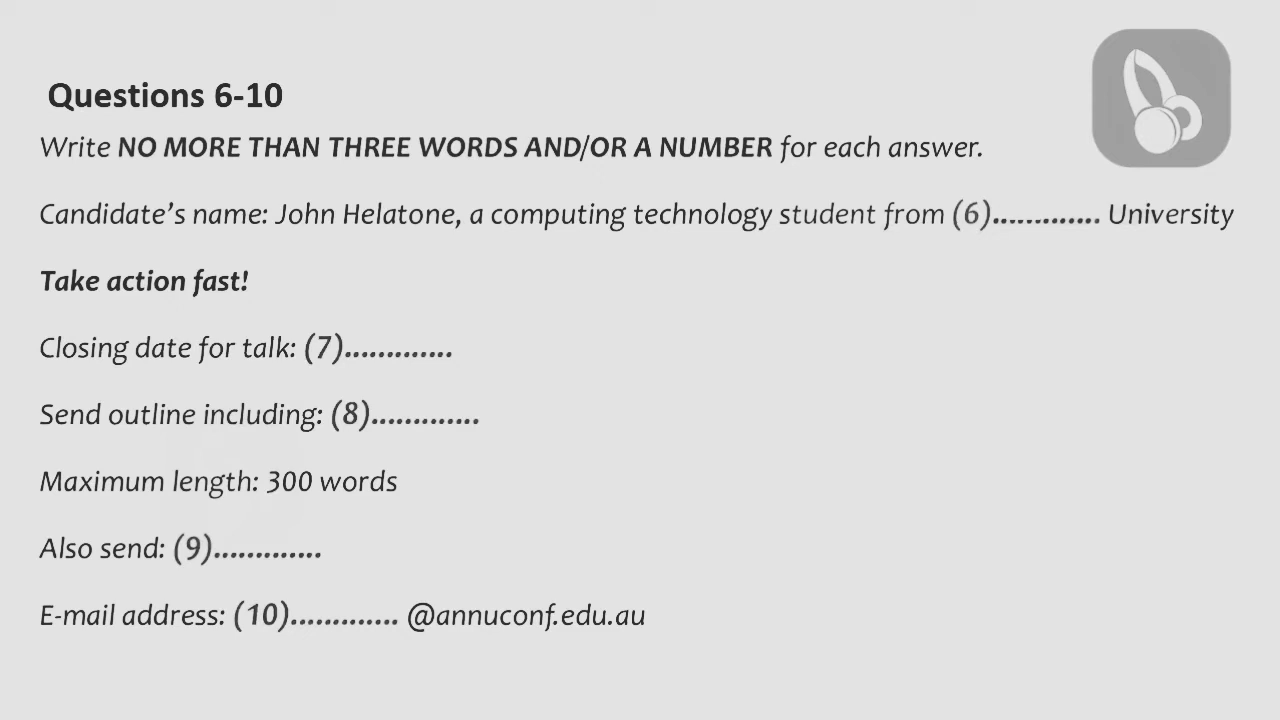 Questions 6-10
Write NO MORE THAN THREE WORDS AND/OR A NUMBER for each answer.
Candidate's name: John Helatone, a computing technology student from (6)............. University
Take action fast!
Closing date for talk: (7).............
Send outline including: (8).............
Maximum length: 300 words
Also send: (9).............
E-mail address: (10)............. @annuconf.edu.au